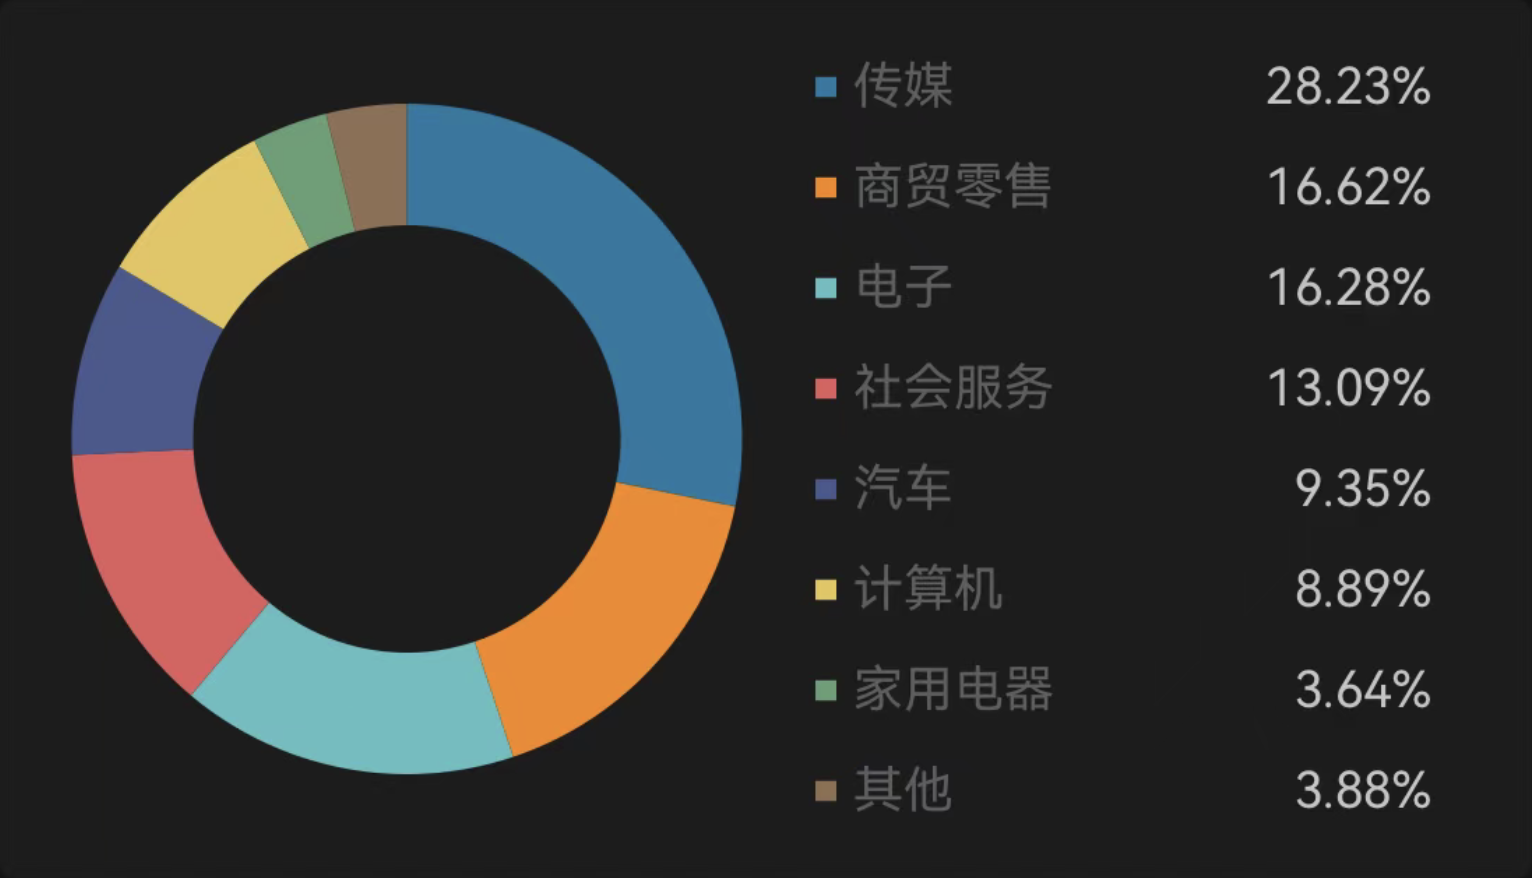 传媒 28.23%
商贸零售 16.62%
电子 16.28%
社会服务 13.09%
汽车 9.35%
计算机 8.89%
家用电器 3.64%
其他 3.88%